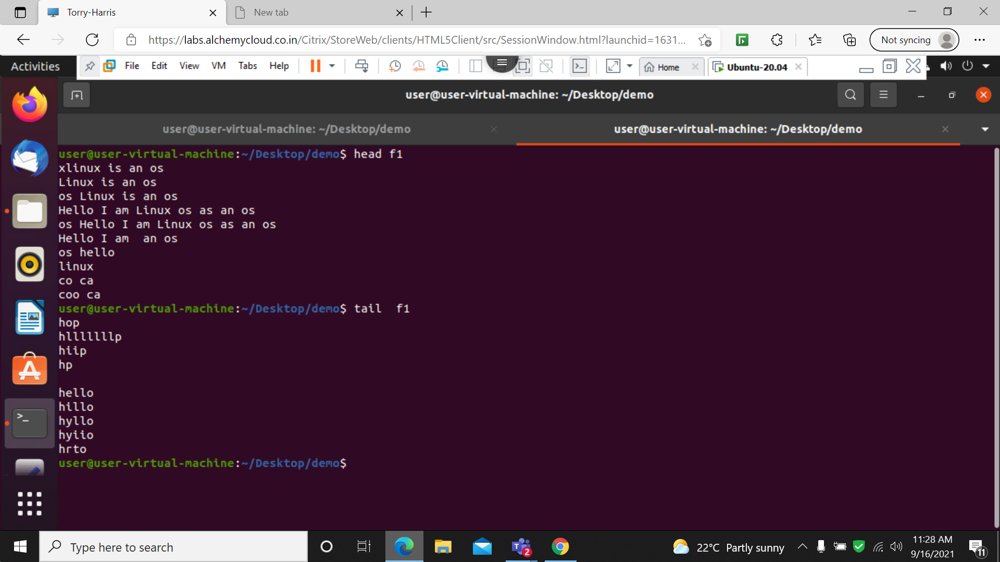 Torry-Harris
New tab
https://labs.alchemycloud.co.in/Citrix/StoreWeb/clients/HTML5Client/src/SessionWindow.html?launchid=1631...
Not syncing
Activities
File Edit View VM Tabs Help
Home
Ubuntu-20.04
user@user-virtual-machine: ~/Desktop/demo
user@user-virtual-machine: ~/Desktop/demo
user@user-virtual-machine: ~/Desktop/demo
user@user-virtual-machine:~/Desktop/demo$ head f1
xlinux is an os
Linux is an os
os Linux is an os
Hello I am Linux os as an os
os Hello I am Linux os as an os
Hello I am  an os
os hello
linux
co ca
coo ca
user@user-virtual-machine:~/Desktop/demo$ tail  f1
hop
hlllllllp
hiip
hp
hello
hillo
hyllo
hyiio
hrto
user@user-virtual-machine:~/Desktop/demo$
Type here to search
2
22°C Partly sunny
11:28 AM
9/16/2021
11